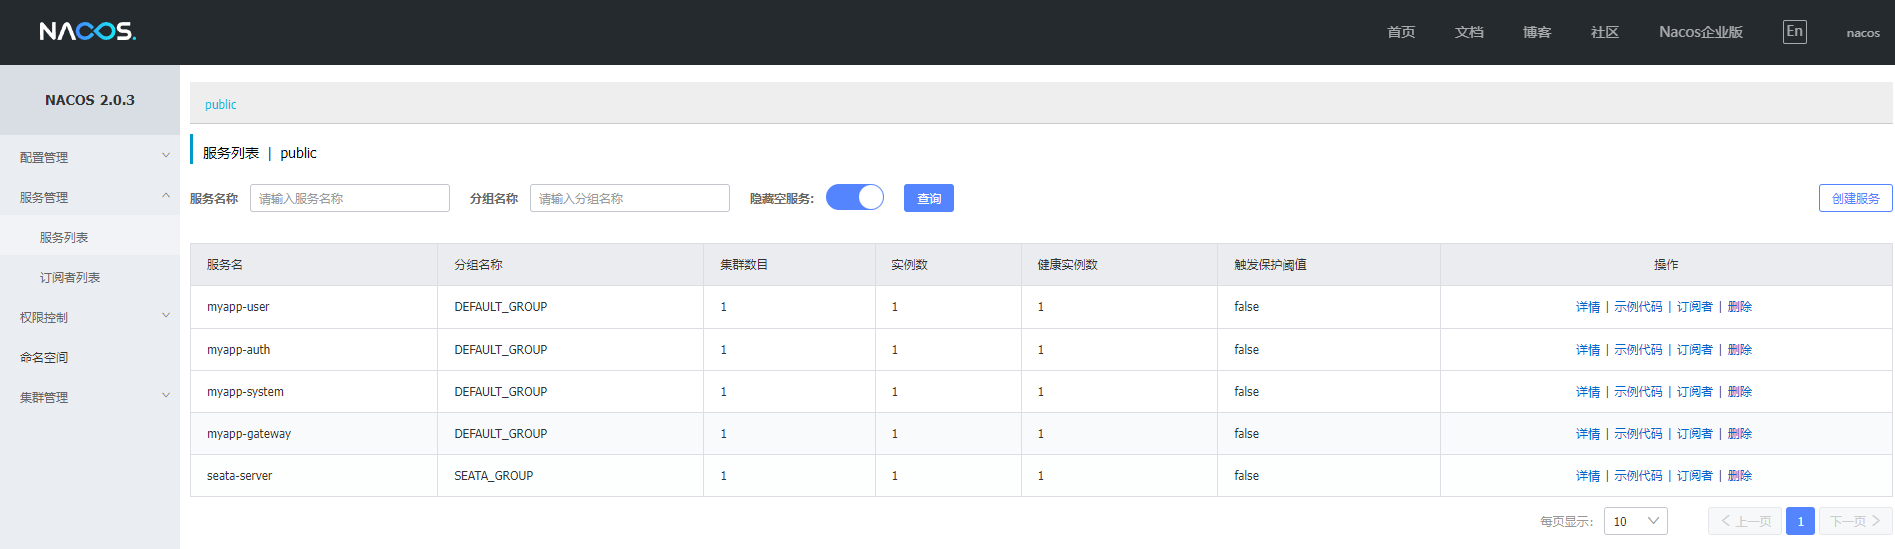 NACOS.
首页 文档 博客 社区 Nacos企业版 En nacos
NACOS 2.0.3
配置管理
服务管理
服务列表
订阅者列表
权限控制
命名空间
集群管理
public
服务列表 | public
服务名称 请输入服务名称 分组名称 请输入分组名称 隐藏空服务: 查询 创建服务
服务名 分组名称 集群数目 实例数 健康实例数 触发保护阈值 操作
myapp-user DEFAULT_GROUP 1 1 1 false 详情 | 示例代码 | 订阅者 | 删除
myapp-auth DEFAULT_GROUP 1 1 1 false 详情 | 示例代码 | 订阅者 | 删除
myapp-system DEFAULT_GROUP 1 1 1 false 详情 | 示例代码 | 订阅者 | 删除
myapp-gateway DEFAULT_GROUP 1 1 1 false 详情 | 示例代码 | 订阅者 | 删除
seata-server SEATA_GROUP 1 1 1 false 详情 | 示例代码 | 订阅者 | 删除
每页显示: 10 上一页 1 下一页